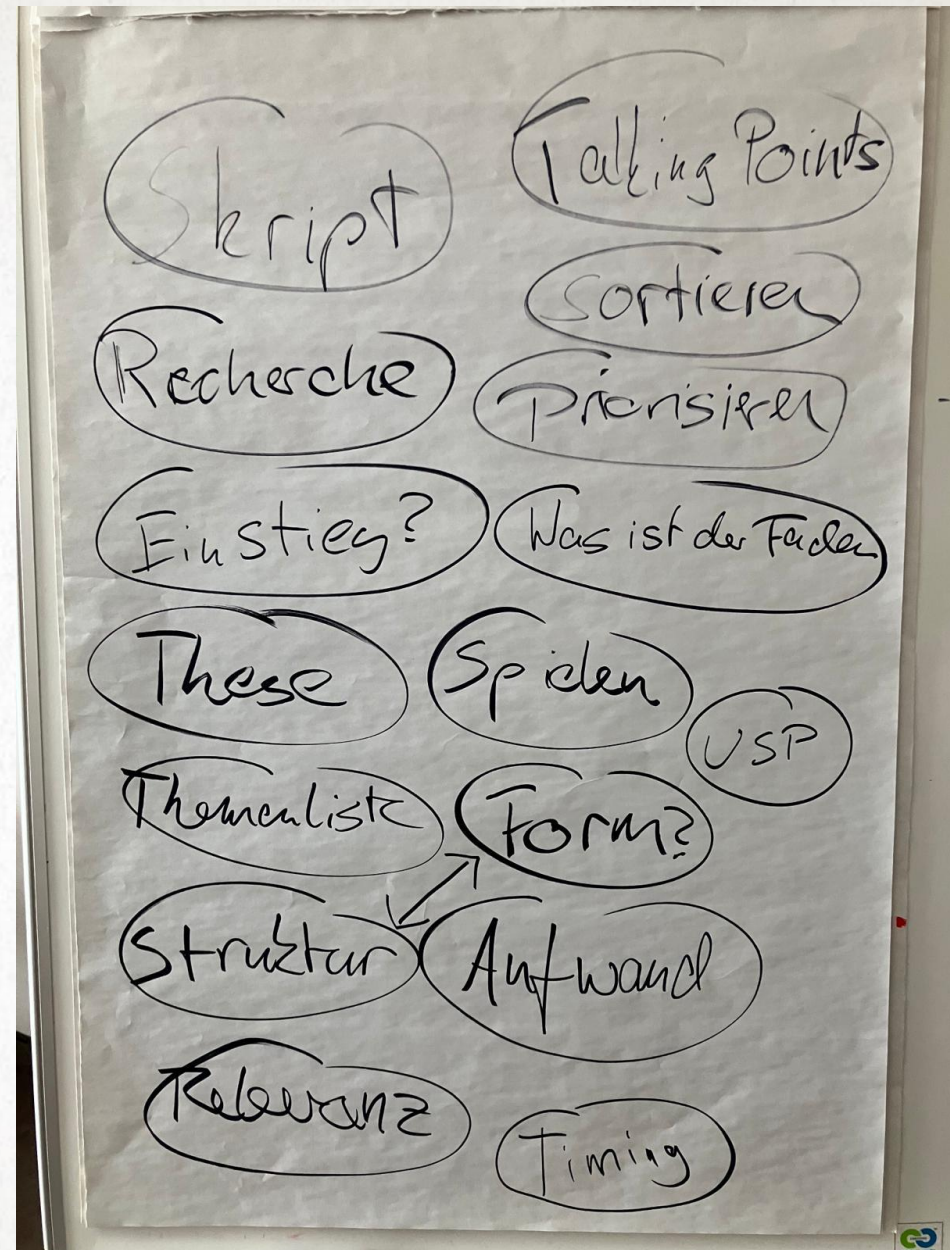 Skript
Talking Points
Sortieren
Recherche
Priorisieren
Einstieg?
Was ist der Faden
These
Spielen
USP
Themenliste
Form?
Struktur
Aufwand
Relevanz
Timing